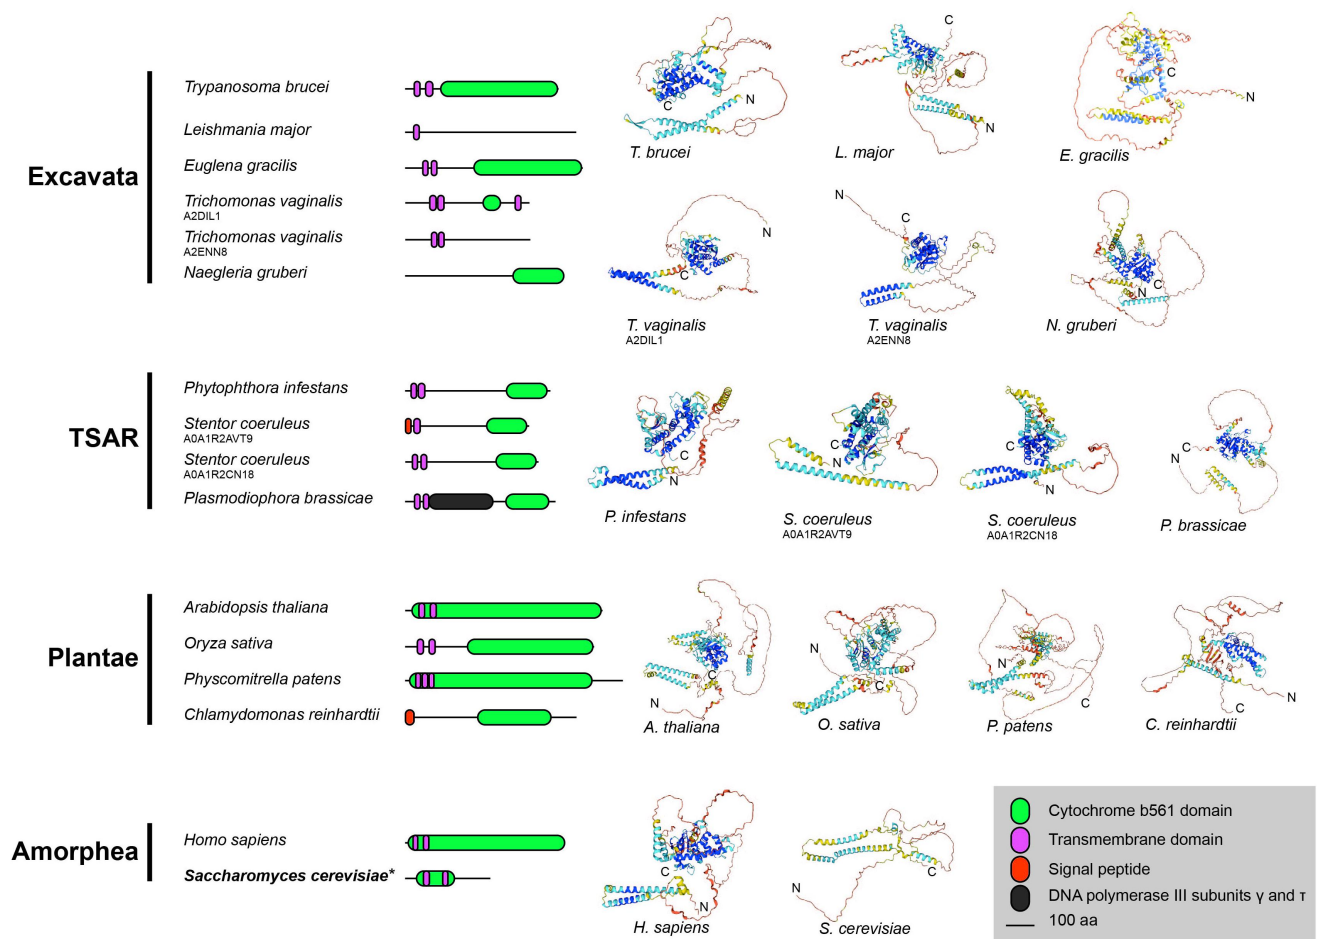 Excavata
Trypanosoma brucei
Leishmania major
Euglena gracilis
Trichomonas vaginalis
A2DIL1
Trichomonas vaginalis
A2ENN8
Naegleria gruberi
C
N
T. brucei
C
N
L. major
C
N
E. gracilis
N
C
T. vaginalis
A2DIL1
N
C
T. vaginalis
A2ENN8
N
C
N. gruberi
TSAR
Phytophthora infestans
Stentor coeruleus
A0A1R2AVT9
Stentor coeruleus
A0A1R2CN18
Plasmodiophora brassicae
C
N
P. infestans
C
N
S. coeruleus
A0A1R2AVT9
C
N
S. coeruleus
A0A1R2CN18
C
N
P. brassicae
Plantae
Arabidopsis thaliana
Oryza sativa
Physcomitrella patens
Chlamydomonas reinhardtii
C
N
A. thaliana
N
C
O. sativa
N
C
P. patens
N
C
C. reinhardtii
Amorphea
Homo sapiens
Saccharomyces cerevisiae*
C
N
H. sapiens
C
N
S. cerevisiae
Cytochrome b561 domain
Transmembrane domain
Signal peptide
DNA polymerase III subunits γ and τ
100 aa